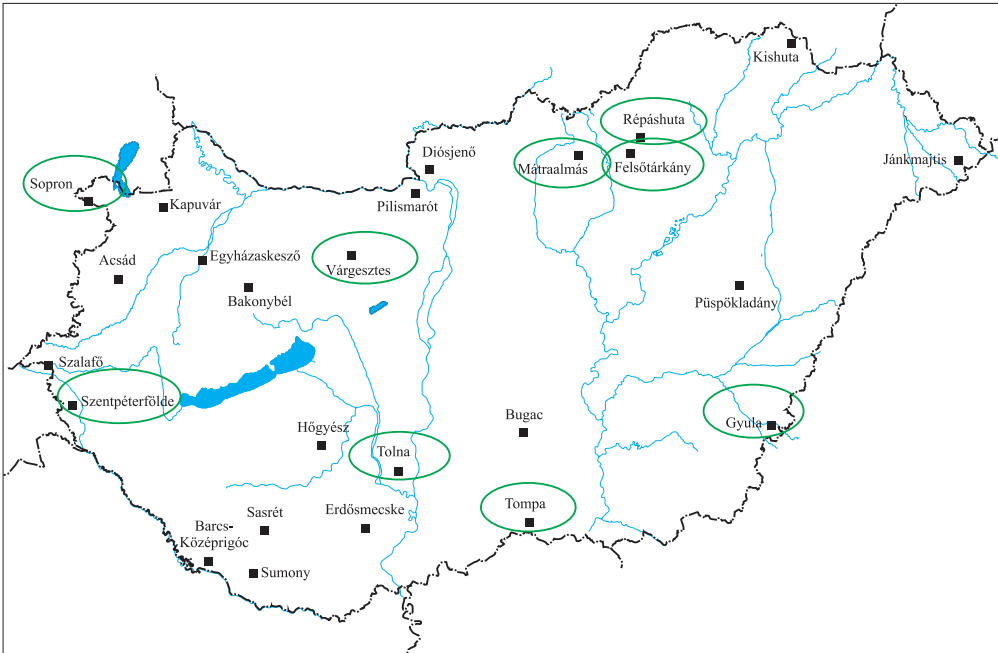 Kishuta
Répáshuta
Mátraalmás
Felsőtárkány
Jánkmajtis
Diósjenő
Sopron
Pilismarót
Kapuvár
Acsád
Egyházaskesző
Várgesztes
Bakonybél
Püspökladány
Szalafő
Szentpéterfölde
Bugac
Gyula
Hőgyész
Tolna
Tompa
Sasrét
Erdősmecske
Barcs-
Középrigóc
Sumony